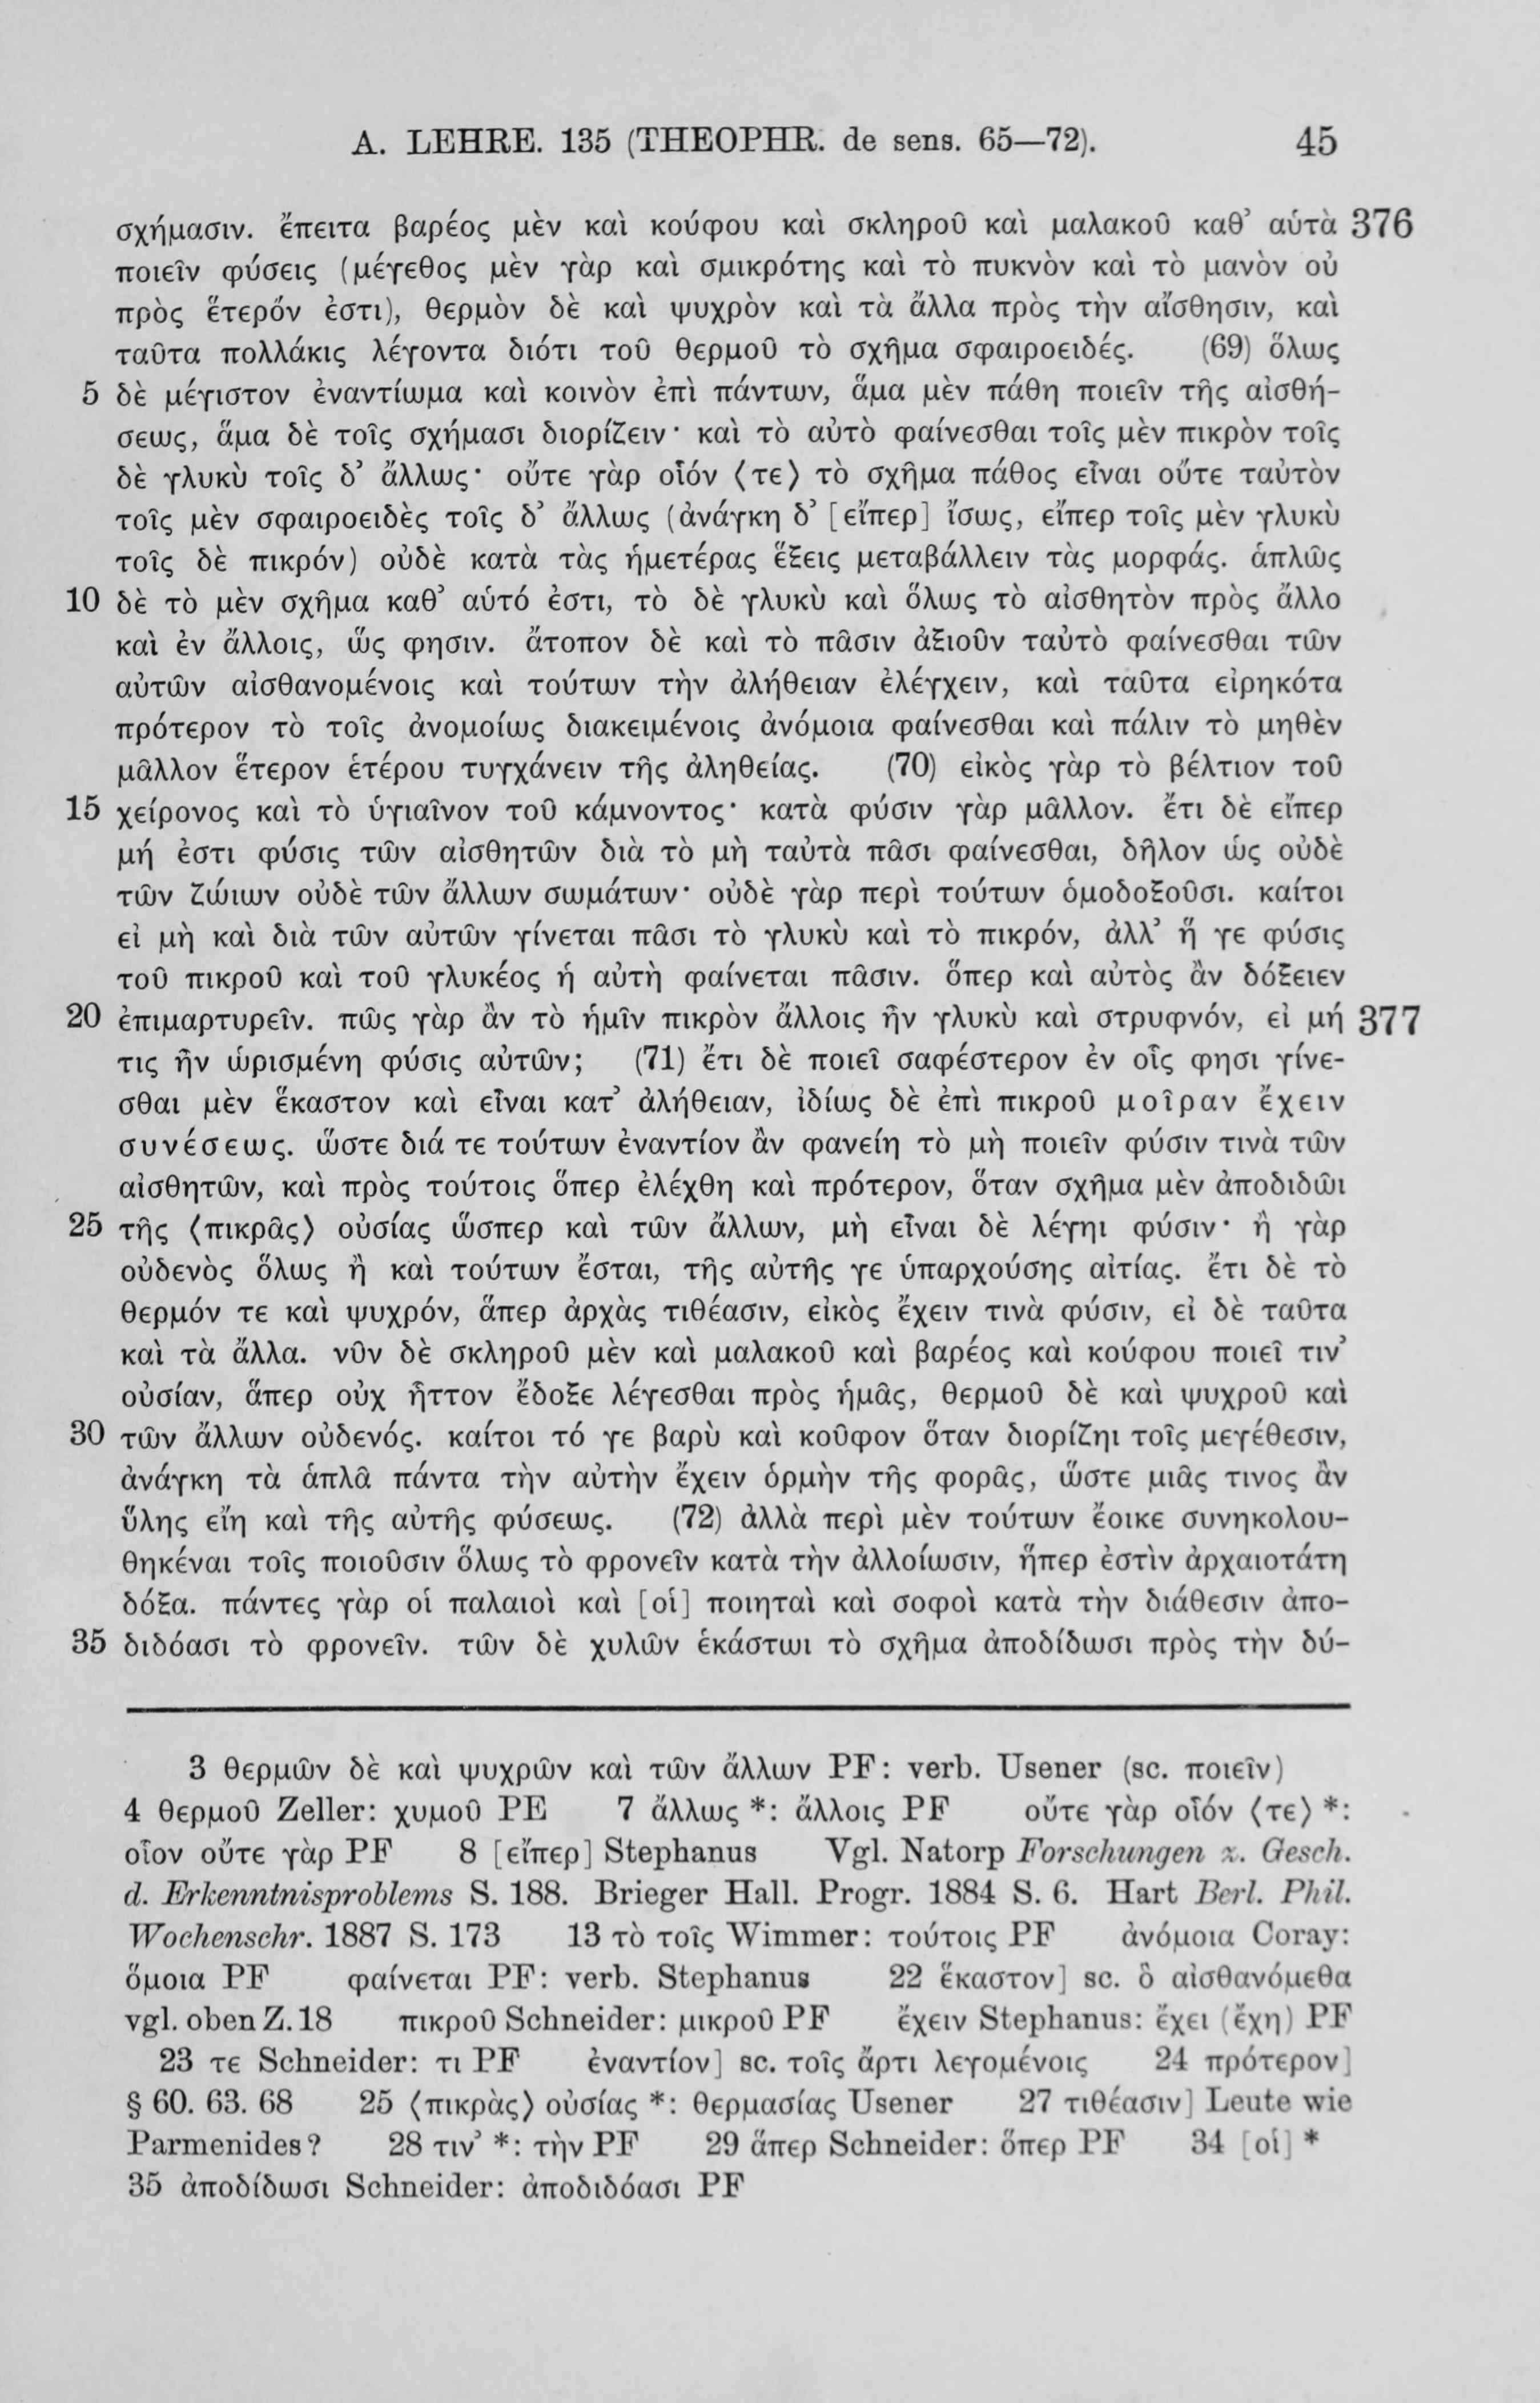 A. LEHRE. 135 (THEOPHR. de sens. 65—72). 45
σχήμασιν. ἔπειτα βαρέος μὲν καὶ κούφου καὶ σκληροῦ καὶ μαλακοῦ καθ’ αὑτὰ 376
ποιεῖν φύσεις (μέγεθος μὲν γὰρ καὶ σμικρότης καὶ τὸ πυκνὸν καὶ τὸ μανὸν οὐ
πρὸς ἕτερόν ἐστι), θερμὸν δὲ καὶ ψυχρὸν καὶ τὰ ἄλλα πρὸς τὴν αἴσθησιν, καὶ
ταῦτα πολλάκις λέγοντα διότι τοῦ θερμοῦ τὸ σχῆμα σφαιροειδές. (69) ὅλως
5 δὲ μέγιστον ἐναντίωμα καὶ κοινὸν ἐπὶ πάντων, ἅμα μὲν πάθη ποιεῖν τῆς αἰσθή-
σεως, ἅμα δὲ τοῖς σχήμασι διορίζειν· καὶ τὸ αὐτὸ φαίνεσθαι τοῖς μὲν πικρὸν τοῖς
δὲ γλυκὺ τοῖς δ’ ἄλλως· οὔτε γὰρ οἷόν ⟨τε⟩ τὸ σχῆμα πάθος εἶναι οὔτε ταὐτὸν
τοῖς μὲν σφαιροειδὲς τοῖς δ’ ἄλλως (ἀνάγκη δ’ [εἴπερ] ἴσως, εἴπερ τοῖς μὲν γλυκὺ
τοῖς δὲ πικρόν) οὐδὲ κατὰ τὰς ἡμετέρας ἕξεις μεταβάλλειν τὰς μορφάς. ἁπλῶς
10 δὲ τὸ μὲν σχῆμα καθ’ αὑτό ἐστι, τὸ δὲ γλυκὺ καὶ ὅλως τὸ αἰσθητὸν πρὸς ἄλλο
καὶ ἐν ἄλλοις, ὥς φησιν. ἄτοπον δὲ καὶ τὸ πᾶσιν ἀξιοῦν ταὐτὸ φαίνεσθαι τῶν
αὐτῶν αἰσθανομένοις καὶ τούτων τὴν ἀλήθειαν ἐλέγχειν, καὶ ταῦτα εἰρηκότα
πρότερον τὸ τοῖς ἀνομοίως διακειμένοις ἀνόμοια φαίνεσθαι καὶ πάλιν τὸ μηθὲν
μᾶλλον ἕτερον ἑτέρου τυγχάνειν τῆς ἀληθείας. (70) εἰκὸς γὰρ τὸ βέλτιον τοῦ
15 χείρονος καὶ τὸ ὑγιαῖνον τοῦ κάμνοντος· κατὰ φύσιν γὰρ μᾶλλον. ἔτι δὲ εἴπερ
μή ἐστι φύσις τῶν αἰσθητῶν διὰ τὸ μὴ ταὐτὰ πᾶσι φαίνεσθαι, δῆλον ὡς οὐδὲ
τῶν ζώιων οὐδὲ τῶν ἄλλων σωμάτων· οὐδὲ γὰρ περὶ τούτων ὁμοδοξοῦσι. καίτοι
εἰ μὴ καὶ διὰ τῶν αὐτῶν γίνεται πᾶσι τὸ γλυκὺ καὶ τὸ πικρόν, ἀλλ’ ἥ γε φύσις
τοῦ πικροῦ καὶ τοῦ γλυκέος ἡ αὐτὴ φαίνεται πᾶσιν. ὅπερ καὶ αὐτὸς ἂν δόξειεν
20 ἐπιμαρτυρεῖν. πῶς γὰρ ἂν τὸ ἡμῖν πικρὸν ἄλλοις ἦν γλυκὺ καὶ στρυφνόν, εἰ μή 377
τις ἦν ὡρισμένη φύσις αὐτῶν; (71) ἔτι δὲ ποιεῖ σαφέστερον ἐν οἷς φησι γίνε-
σθαι μὲν ἕκαστον καὶ εἶναι κατ’ ἀλήθειαν, ἰδίως δὲ ἐπὶ πικροῦ μοῖραν ἔχειν
συνέσεως. ὥστε διά τε τούτων ἐναντίον ἂν φανείη τὸ μὴ ποιεῖν φύσιν τινὰ τῶν
αἰσθητῶν, καὶ πρὸς τούτοις ὅπερ ἐλέχθη καὶ πρότερον, ὅταν σχῆμα μὲν ἀποδιδῶι
25 τῆς ⟨πικρᾶς⟩ οὐσίας ὥσπερ καὶ τῶν ἄλλων, μὴ εἶναι δὲ λέγηι φύσιν· ἢ γὰρ
οὐδενὸς ὅλως ἢ καὶ τούτων ἔσται, τῆς αὐτῆς γε ὑπαρχούσης αἰτίας. ἔτι δὲ τὸ
θερμόν τε καὶ ψυχρόν, ἅπερ ἀρχὰς τιθέασιν, εἰκὸς ἔχειν τινὰ φύσιν, εἰ δὲ ταῦτα
καὶ τὰ ἄλλα. νῦν δὲ σκληροῦ μὲν καὶ μαλακοῦ καὶ βαρέος καὶ κούφου ποιεῖ τιν’
οὐσίαν, ἅπερ οὐχ ἧττον ἔδοξε λέγεσθαι πρὸς ἡμᾶς, θερμοῦ δὲ καὶ ψυχροῦ καὶ
30 τῶν ἄλλων οὐδενός. καίτοι τό γε βαρὺ καὶ κοῦφον ὅταν διορίζηι τοῖς μεγέθεσιν,
ἀνάγκη τὰ ἁπλᾶ πάντα τὴν αὐτὴν ἔχειν ὁρμὴν τῆς φορᾶς, ὥστε μιᾶς τινος ἂν
ὕλης εἴη καὶ τῆς αὐτῆς φύσεως. (72) ἀλλὰ περὶ μὲν τούτων ἔοικε συνηκολου-
θηκέναι τοῖς ποιοῦσιν ὅλως τὸ φρονεῖν κατὰ τὴν ἀλλοίωσιν, ἥπερ ἐστὶν ἀρχαιοτάτη
δόξα. πάντες γὰρ οἱ παλαιοὶ καὶ [οἱ] ποιηταὶ καὶ σοφοὶ κατὰ τὴν διάθεσιν ἀπο-
35 διδόασι τὸ φρονεῖν. τῶν δὲ χυλῶν ἑκάστωι τὸ σχῆμα ἀποδίδωσι πρὸς τὴν δύ-
3 θερμῶν δὲ καὶ ψυχρῶν καὶ τῶν ἄλλων PF: verb. Usener (sc. ποιεῖν)
4 θερμοῦ Zeller: χυμοῦ PE 7 ἄλλως *: ἄλλοις PF οὔτε γὰρ οἷόν ⟨τε⟩ *:
οἷον οὔτε γὰρ PF 8 [εἴπερ] Stephanus Vgl. Natorp Forschungen z. Gesch.
d. Erkenntnisproblems S. 188. Brieger Hall. Progr. 1884 S. 6. Hart Berl. Phil.
Wochenschr. 1887 S. 173 13 τὸ τοῖς Wimmer: τούτοις PF ἀνόμοια Coray:
ὅμοια PF φαίνεται PF: verb. Stephanus 22 ἕκαστον] sc. ὃ αἰσθανόμεθα
vgl. oben Z. 18 πικροῦ Schneider: μικροῦ PF ἔχειν Stephanus: ἔχει (ἔχη) PF
23 τε Schneider: τι PF ἐναντίον] sc. τοῖς ἄρτι λεγομένοις 24 πρότερον]
§ 60. 63. 68 25 ⟨πικρὰς⟩ οὐσίας *: θερμασίας Usener 27 τιθέασιν] Leute wie
Parmenides? 28 τιν’ *: τὴν PF 29 ἅπερ Schneider: ὅπερ PF 34 [οἱ] *
35 ἀποδίδωσι Schneider: ἀποδιδόασι PF